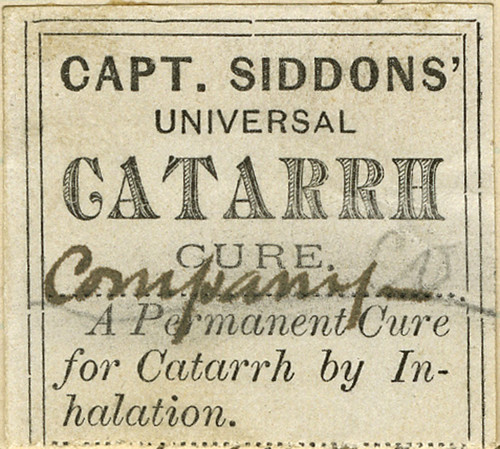 CAPT. SIDDONS'
UNIVERSAL
CATARRH
CURE.
Company
A Permanent Cure
for Catarrh by In-
halation.